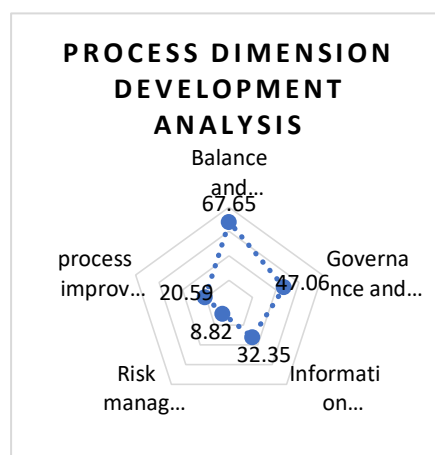 PROCESS DIMENSION
DEVELOPMENT
ANALYSIS
Balance
and...
67.65
Governa
nce and...
47.06
Informati
on...
32.35
Risk
manag...
8.82
process
improv...
20.59